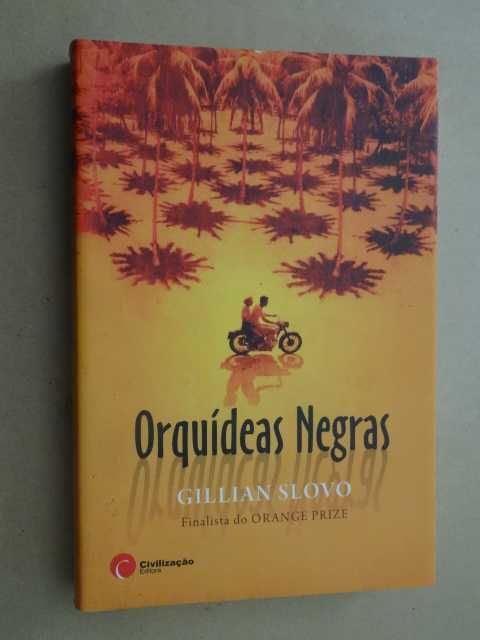 Orquídeas Negras
GILLIAN SLOVO
Finalista do ORANGE PRIZE
C
Civilização
Editora